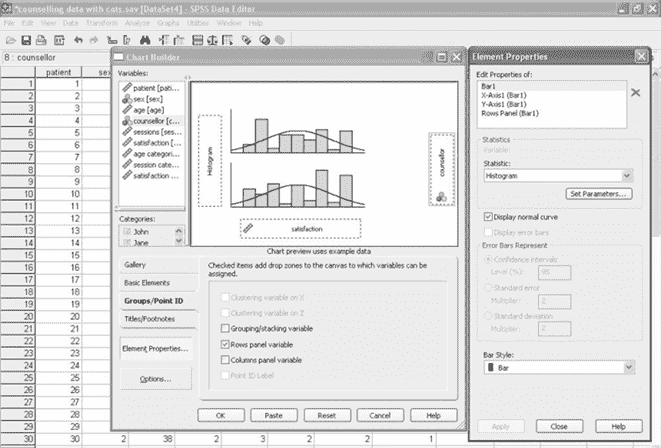 *counselling data with cats.sav [DataSet4] - SPSS Data Editor
File Edit View Data Transform Analyze Graphs Utilities Window Help
8 : counsellor
patient
sex
1 1
2 2
3 3
4 4
5 5
6 6
7 7
8 8
9 9
10 10
11 11
12 12
13 13
14 14
15 15
16 16
17 17
18 18
19 19
20 20
21 21
22 22
23 23
24 24
25 25
26 26
27 27
28 28
29 29
30 30 2 38 2 3 2 2 1
Chart Builder
Variables:
patient [pati...
sex [sex]
age [age]
counsellor [c...
sessions [ses...
satisfaction [...
age categori...
session cate...
satisfaction ...
Categories:
John
Jane
Histogram
counsellor
satisfaction
Chart preview uses example data
Gallery
Basic Elements
Groups/Point ID
Titles/Footnotes
Element Properties...
Options...
Checked items add drop zones to the canvas to which variables can be
assigned.
Clustering variable on X
Clustering variable on Z
Grouping/stacking variable
Rows panel variable
Columns panel variable
Point ID Label
OK Paste Reset Cancel Help
Element Properties
Edit Properties of:
Bar1
X-Axis1 (Bar1)
Y-Axis1 (Bar1)
Rows Panel (Bar1)
Statistics
Variable:
Statistic:
Histogram
Set Parameters...
Display normal curve
Display error bars
Error Bars Represent
Confidence intervals
Level (%): 95
Standard error
Multiplier: 2
Standard deviation
Multiplier: 2
Bar Style:
Bar
Apply Close Help